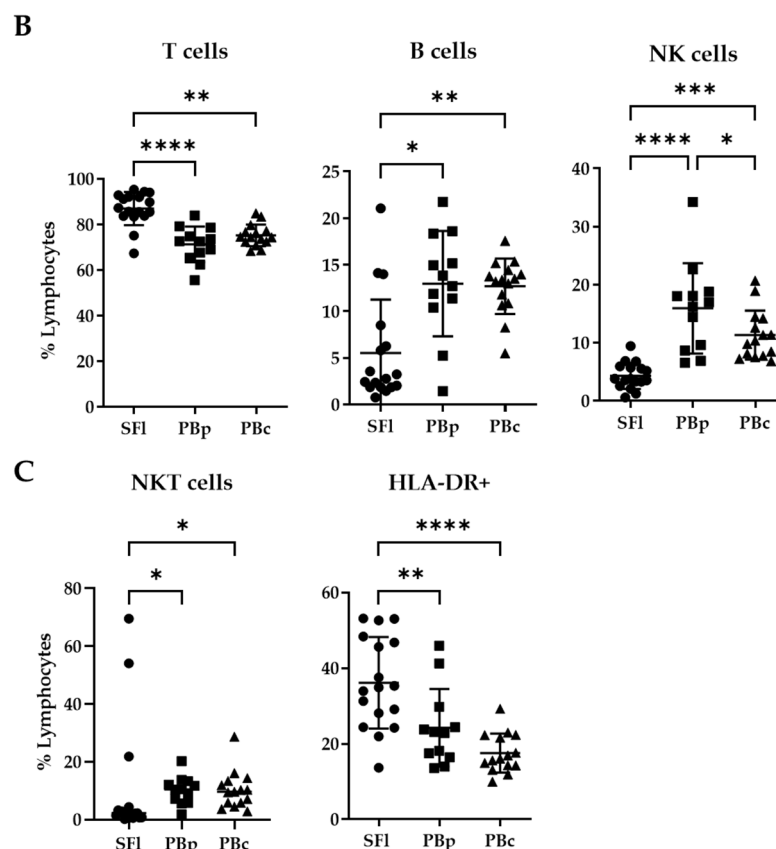 B
T cells
B cells
NK cells
** 
****
**
*
***
**** *
% Lymphocytes
100
80
60
40
20
0
SFl PBp PBc
25
20
15
10
5
0
SFl PBp PBc
40
30
20
10
0
SFl PBp PBc
C
NKT cells
HLA-DR+
*
*
****
**
% Lymphocytes
80
60
40
20
0
SFl PBp PBc
60
40
20
0
SFl PBp PBc